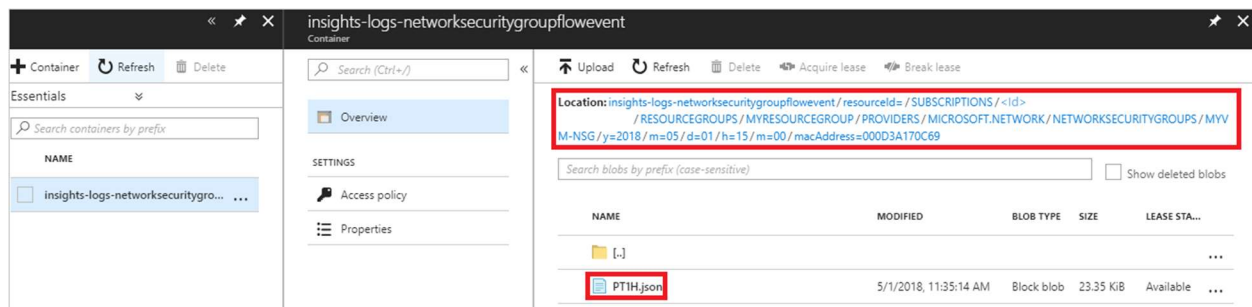 insights-logs-networksecuritygroupflowevent
Container
Container Refresh Delete
Essentials
Search containers by prefix
NAME
insights-logs-networksecuritygro... ...
Search (Ctrl+/)
Overview
SETTINGS
Access policy
Properties
Upload Refresh Delete Acquire lease Break lease
Location: insights-logs-networksecuritygroupflowevent / resourceId= / SUBSCRIPTIONS / <Id>
/ RESOURCEGROUPS / MYRESOURCEGROUP / PROVIDERS / MICROSOFT.NETWORK / NETWORKSECURITYGROUPS / MYV
M-NSG / y=2018 / m=05 / d=01 / h=15 / m=00 / macAddress=000D3A170C69
Search blobs by prefix (case-sensitive)
Show deleted blobs
NAME MODIFIED BLOB TYPE SIZE LEASE STA...
[..] ...
PT1H.json 5/1/2018, 11:35:14 AM Block blob 23.35 KiB Available ...